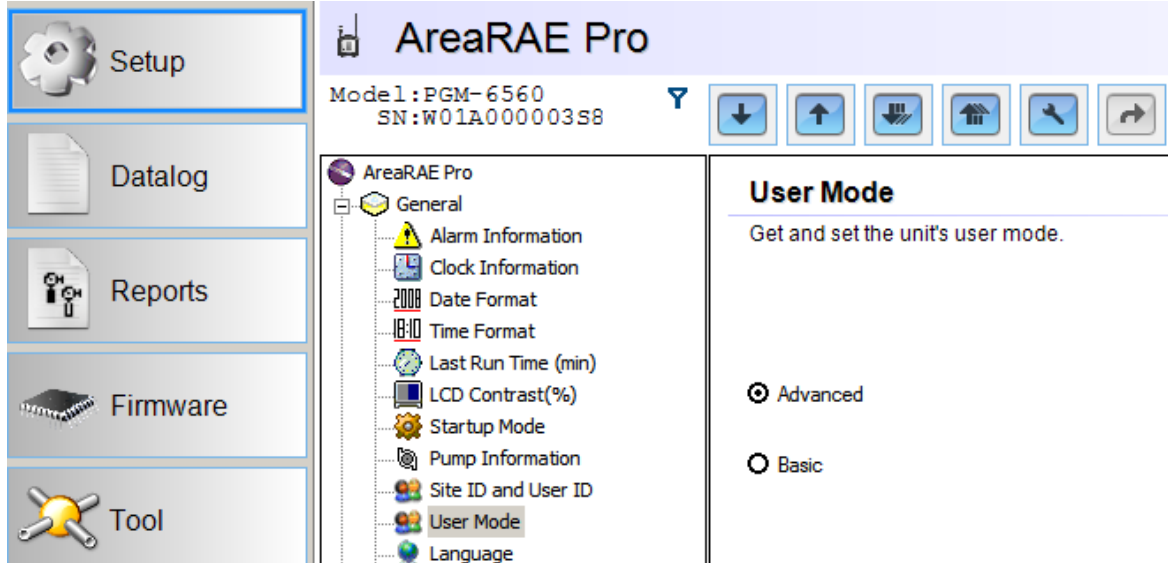 Setup
Datalog
Reports
Firmware
Tool
AreaRAE Pro
Model:PGM-6560
SN:W01A000003S8
AreaRAE Pro
General
Alarm Information
Clock Information
2008 Date Format
18:10 Time Format
Last Run Time (min)
LCD Contrast(%)
Startup Mode
Pump Information
Site ID and User ID
User Mode
Language
User Mode
Get and set the unit's user mode.
Advanced
Basic